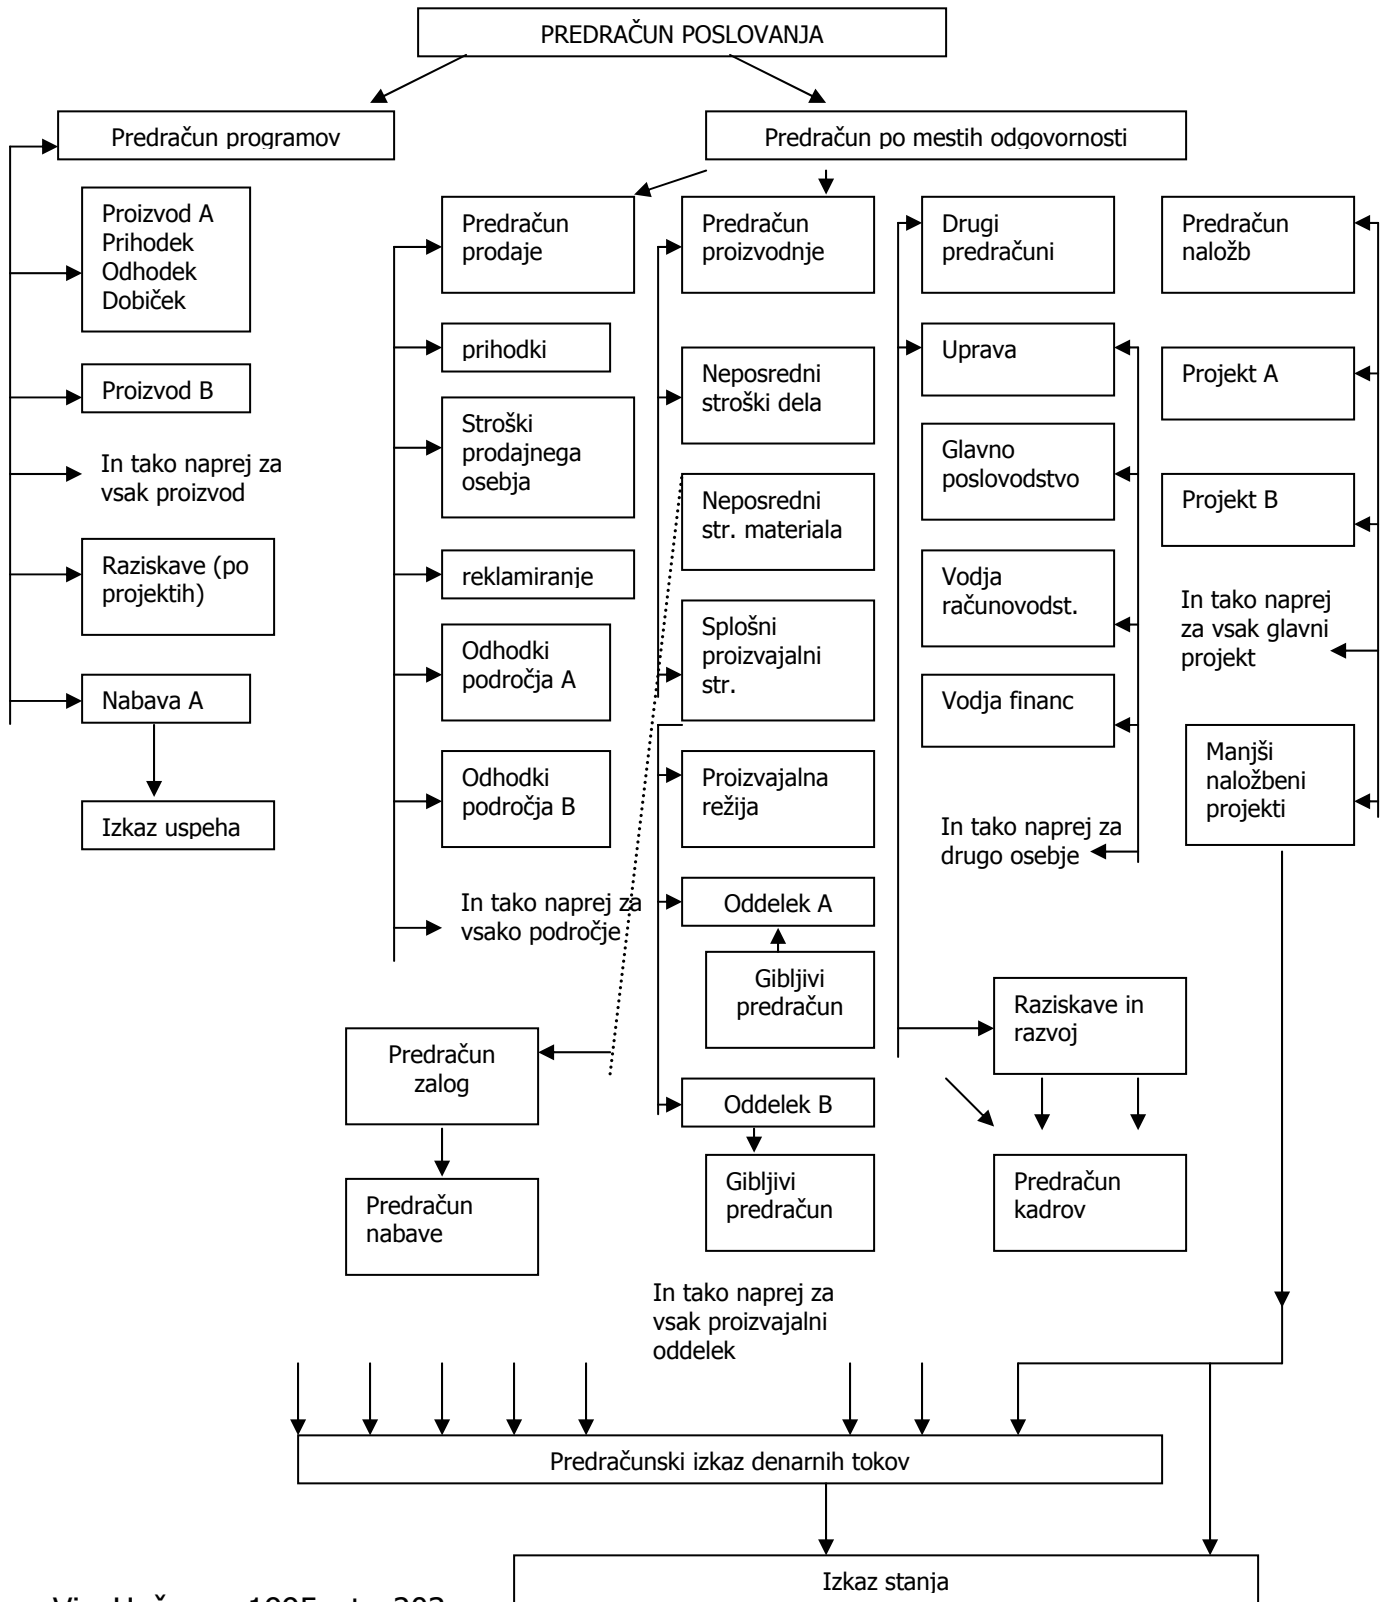 PREDRAČUN POSLOVANJA
Predračun programov
Predračun po mestih odgovornosti
Proizvod A
Prihodek
Odhodek
Dobiček
Proizvod B
In tako naprej za
vsak proizvod
Raziskave (po
projektih)
Nabava A
Izkaz uspeha
Predračun
prodaje
prihodki
Stroški
prodajnega
osebja
reklamiranje
Odhodki
področja A
Odhodki
področja B
In tako naprej za
vsako področje
Predračun
zalog
Predračun
nabave
Predračun
proizvodnje
Neposredni
stroški dela
Neposredni
str. materiala
Splošni
proizvajalni
str.
Proizvajalna
režija
Oddelek A
Gibljivi
predračun
Oddelek B
Gibljivi
predračun
In tako naprej za
vsak proizvajalni
oddelek
Drugi
predračuni
Uprava
Glavno
poslovodstvo
Vodja
računovodst.
Vodja financ
In tako naprej za
drugo osebje
Raziskave in
razvoj
Predračun
kadrov
Predračun
naložb
Projekt A
Projekt B
In tako naprej
za vsak glavni
projekt
Manjši
naložbeni
projekti
Predračunski izkaz denarnih tokov
Izkaz stanja